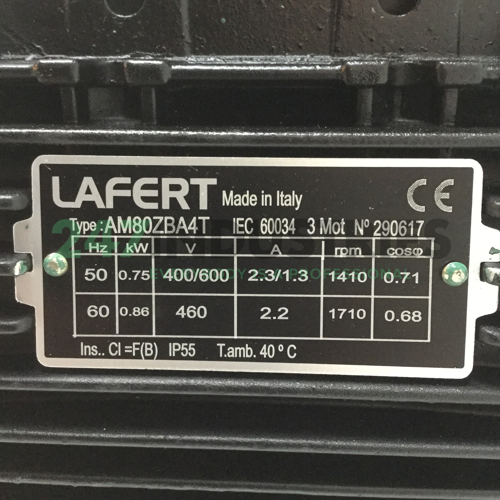 LAFERT Made in Italy CE
Type: AM80ZBA4T IEC 60034 3 Mot Nº 290617
Hz kW V A rpm cosφ
50 0.75 400/600 2.3/1.3 1410 0.71
60 0.86 460 2.2 1710 0.68
Ins.. Cl =F(B) IP55 T.amb. 40 º C